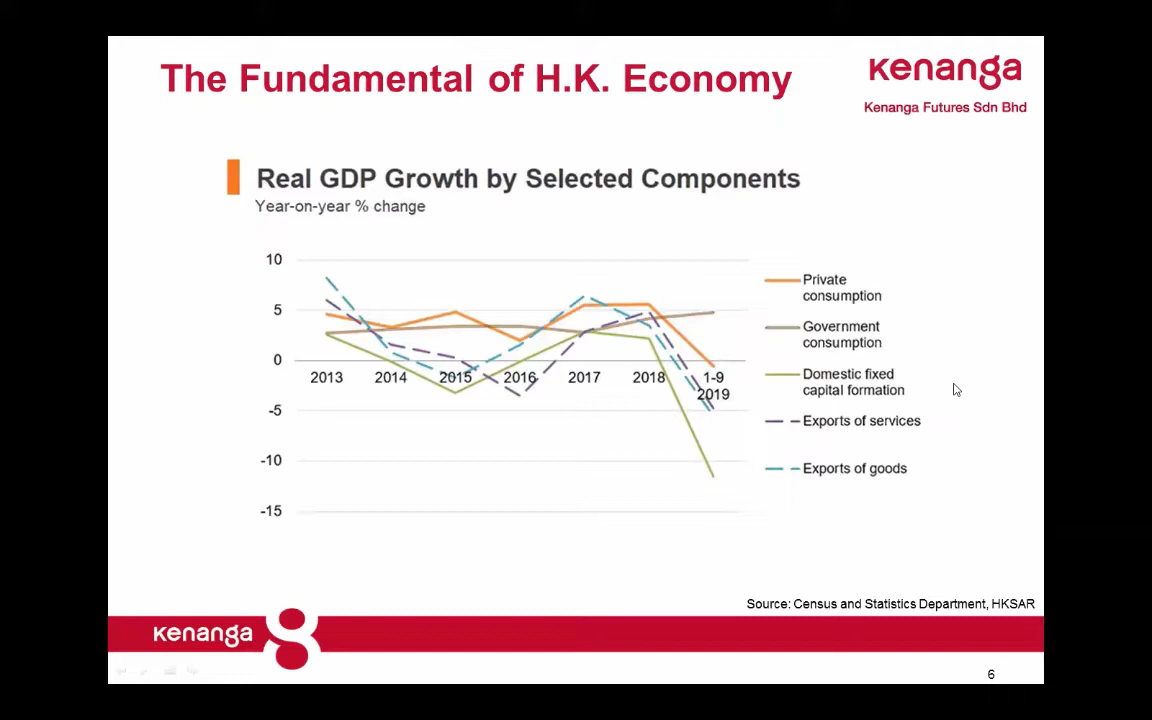 The Fundamental of H.K. Economy
Kenanga
Kenanga Futures Sdn Bhd
Real GDP Growth by Selected Components
Year-on-year % change
10
5
0
-5
-10
-15
2013 2014 2015 2016 2017 2018 1-9
2019
Private
consumption
Government
consumption
Domestic fixed
capital formation
Exports of services
Exports of goods
Source: Census and Statistics Department, HKSAR
kenanga
6